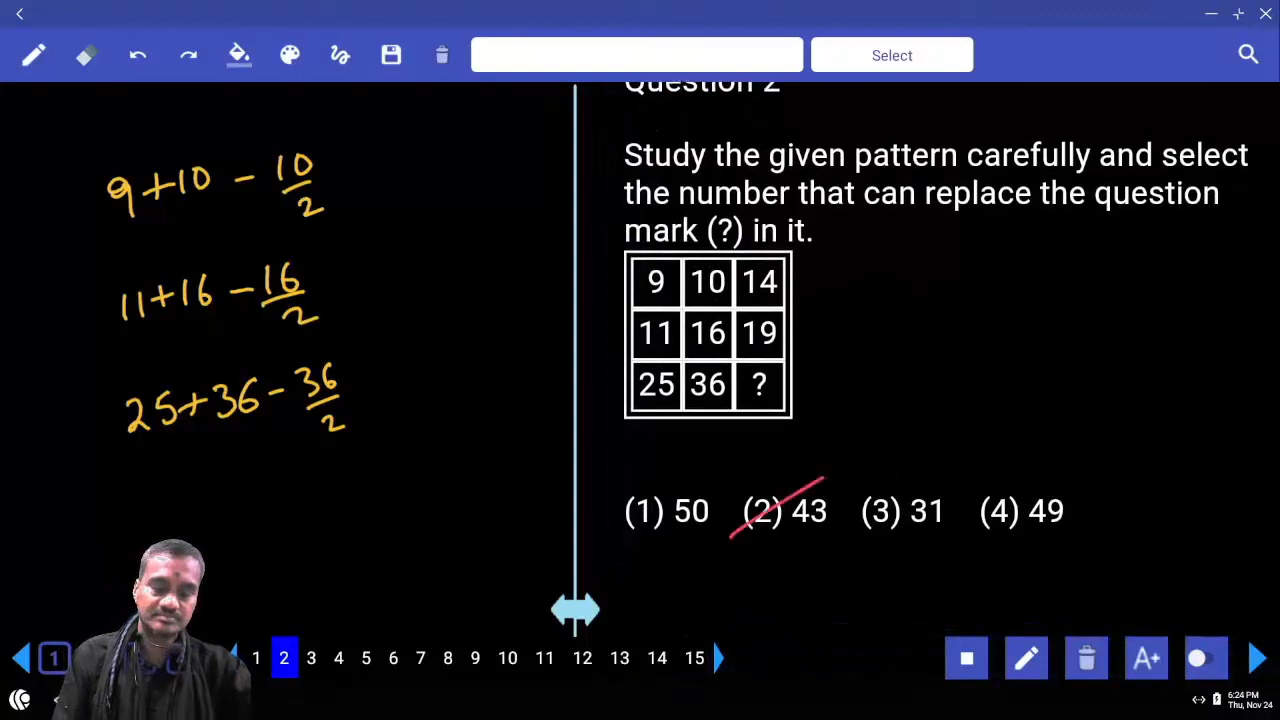 Select
Question 2
9+10 - 10/2
11+16 - 16/2
25+36 - 36/2
Study the given pattern carefully and select
the number that can replace the question
mark (?) in it.
9 10 14
11 16 19
25 36 ?
(1) 50 (2) 43 (3) 31 (4) 49
1 1 2 3 4 5 6 7 8 9 10 11 12 13 14 15
A+
6:24 PM
Thu, Nov 24